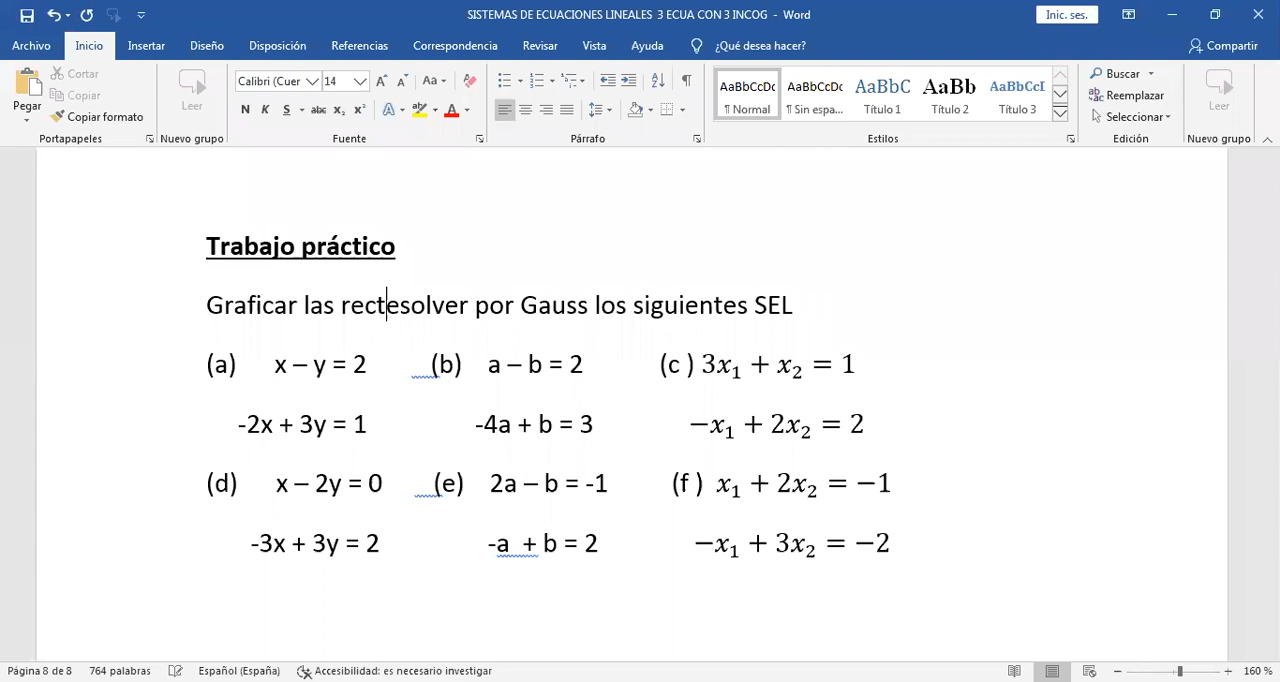 SISTEMAS DE ECUACIONES LINEALES 3 ECUA CON 3 INCOG - Word
Inic. ses.
Archivo Inicio Insertar Diseño Disposición Referencias Correspondencia Revisar Vista Ayuda ¿Qué desea hacer? Compartir
Pegar
Cortar
Copiar
Copiar formato
Leer
Calibri (Cuer 14
N K S abc x₂ x²
AaBbCcDc AaBbCcDc AaBbC AaBb AaBbCcI
¶ Normal ¶ Sin espa... Título 1 Título 2 Título 3
Buscar
Reemplazar
Seleccionar
Leer
Portapapeles Nuevo grupo Fuente Párrafo Estilos Edición Nuevo grupo
Trabajo práctico
Graficar las rectesolver por Gauss los siguientes SEL
(a) x – y = 2 (b) a – b = 2 (c ) 3x₁ + x₂ = 1
-2x + 3y = 1 -4a + b = 3 −x₁ + 2x₂ = 2
(d) x – 2y = 0 (e) 2a – b = -1 (f ) x₁ + 2x₂ = −1
-3x + 3y = 2 -a + b = 2 −x₁ + 3x₂ = −2
Página 8 de 8 764 palabras Español (España) Accesibilidad: es necesario investigar 160 %